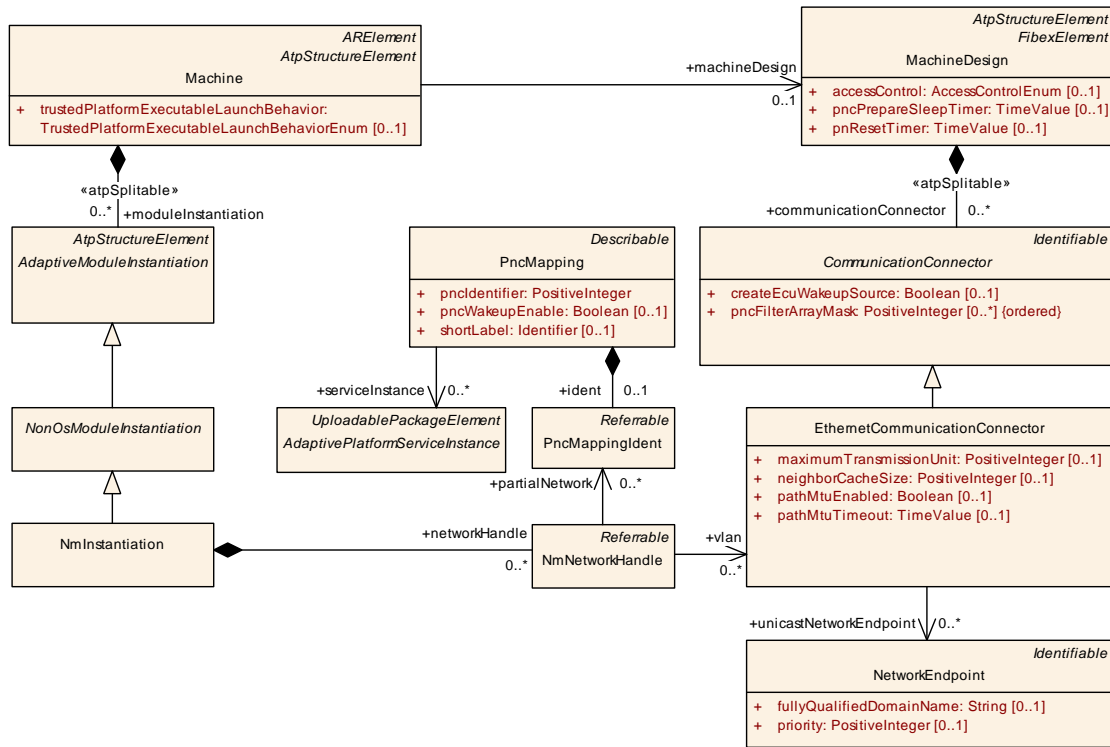 ARElement
AtpStructureElement
Machine
+ trustedPlatformExecutableLaunchBehavior:
TrustedPlatformExecutableLaunchBehaviorEnum [0..1]
+machineDesign
0..1
AtpStructureElement
FibexElement
MachineDesign
+ accessControl: AccessControlEnum [0..1]
+ pncPrepareSleepTimer: TimeValue [0..1]
+ pnResetTimer: TimeValue [0..1]
«atpSplitable»
0..* +moduleInstantiation
«atpSplitable»
+communicationConnector 0..*
AtpStructureElement
AdaptiveModuleInstantiation
Describable
PncMapping
+ pncIdentifier: PositiveInteger
+ pncWakeupEnable: Boolean [0..1]
+ shortLabel: Identifier [0..1]
Identifiable
CommunicationConnector
+ createEcuWakeupSource: Boolean [0..1]
+ pncFilterArrayMask: PositiveInteger [0..*] {ordered}
+serviceInstance 0..*
+ident 0..1
NonOsModuleInstantiation
UploadablePackageElement
AdaptivePlatformServiceInstance
Referrable
PncMappingIdent
EthernetCommunicationConnector
+ maximumTransmissionUnit: PositiveInteger [0..1]
+ neighborCacheSize: PositiveInteger [0..1]
+ pathMtuEnabled: Boolean [0..1]
+ pathMtuTimeout: TimeValue [0..1]
+partialNetwork 0..*
NmInstantiation
+networkHandle
0..*
Referrable
NmNetworkHandle
+vlan
0..*
+unicastNetworkEndpoint 0..*
Identifiable
NetworkEndpoint
+ fullyQualifiedDomainName: String [0..1]
+ priority: PositiveInteger [0..1]